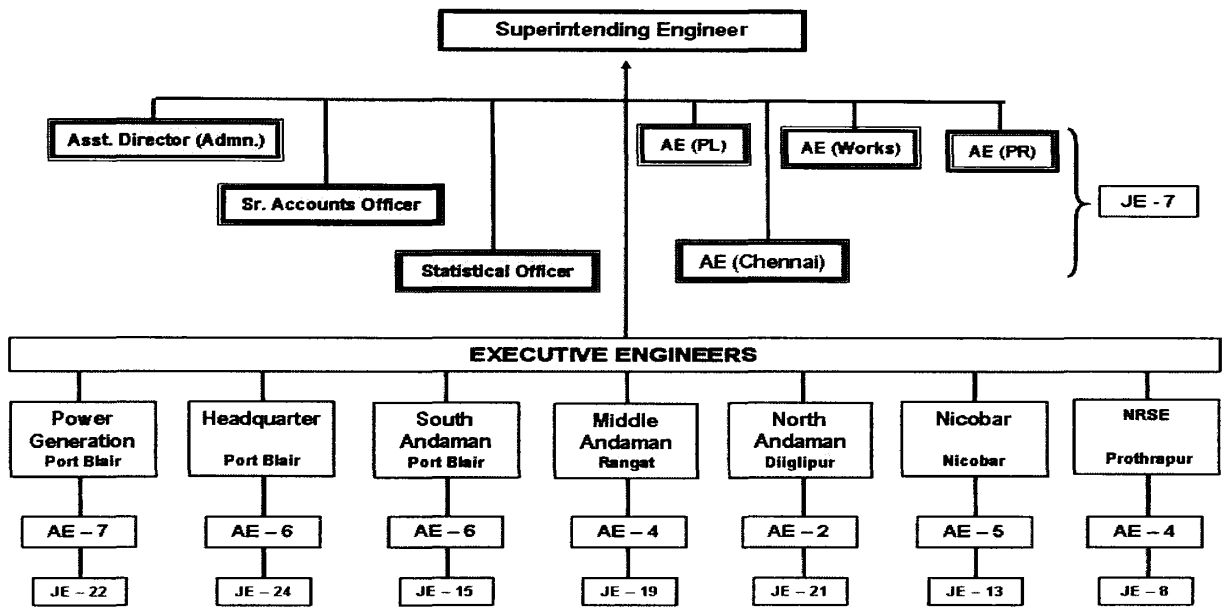 Superintending Engineer
Asst. Director (Admn.)
AE (PL)
AE (Works)
AE (PR)
JE - 7
Sr. Accounts Officer
AE (Chennai)
Statistical Officer
EXECUTIVE ENGINEERS
Power
Generation
Port Blair
Headquarter
Port Blair
South
Andaman
Port Blair
Middle
Andaman
Rangat
North
Andaman
Diiglipur
Nicobar
Nicobar
NRSE
Prothrapur
AE – 7
AE – 6
AE – 6
AE – 4
AE – 2
AE – 5
AE – 4
JE – 22
JE – 24
JE – 15
JE – 19
JE – 21
JE – 13
JE – 8